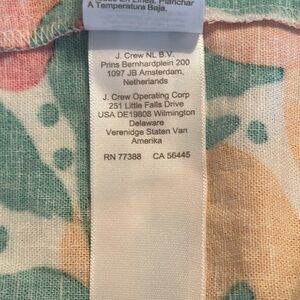 A Temperatura Baja.
J. Crew NL B.V.
Prins Bernhardplein 200
1097 JB Amsterdam,
Netherlands
J. Crew Operating Corp
251 Little Falls Drive
USA DE19808 Wilmington
Delaware
Verenidge Staten Van
Amerika
RN 77388 CA 56445